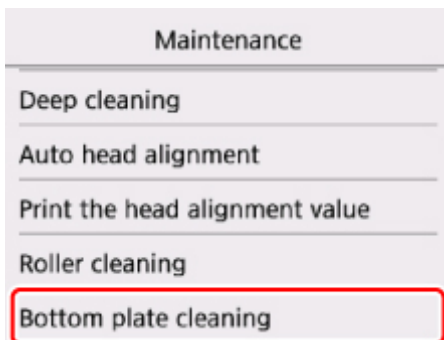 Maintenance
Deep cleaning
Auto head alignment
Print the head alignment value
Roller cleaning
Bottom plate cleaning